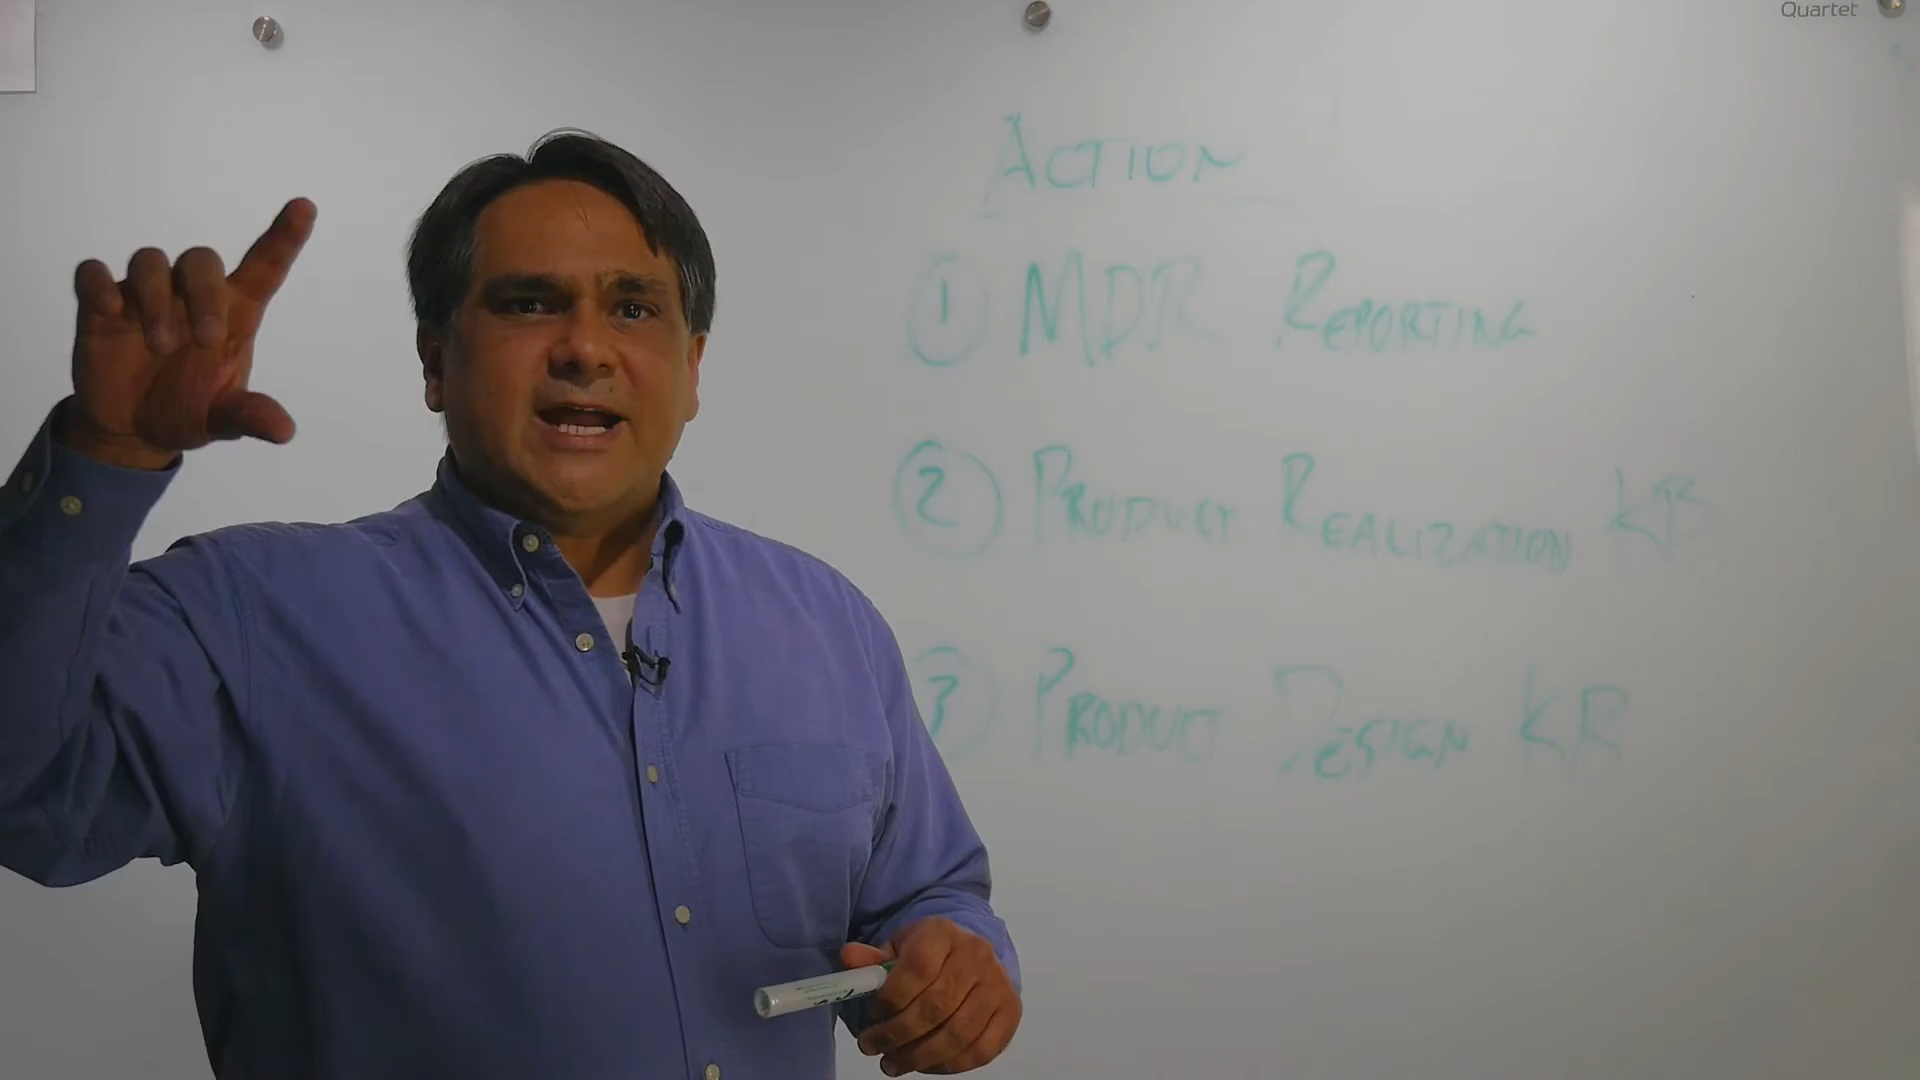 Quartet
ACTION
1 MDR REPORTING
2 PRODUCT REALIZATION KB
3 PRODUCT DESIGN KB